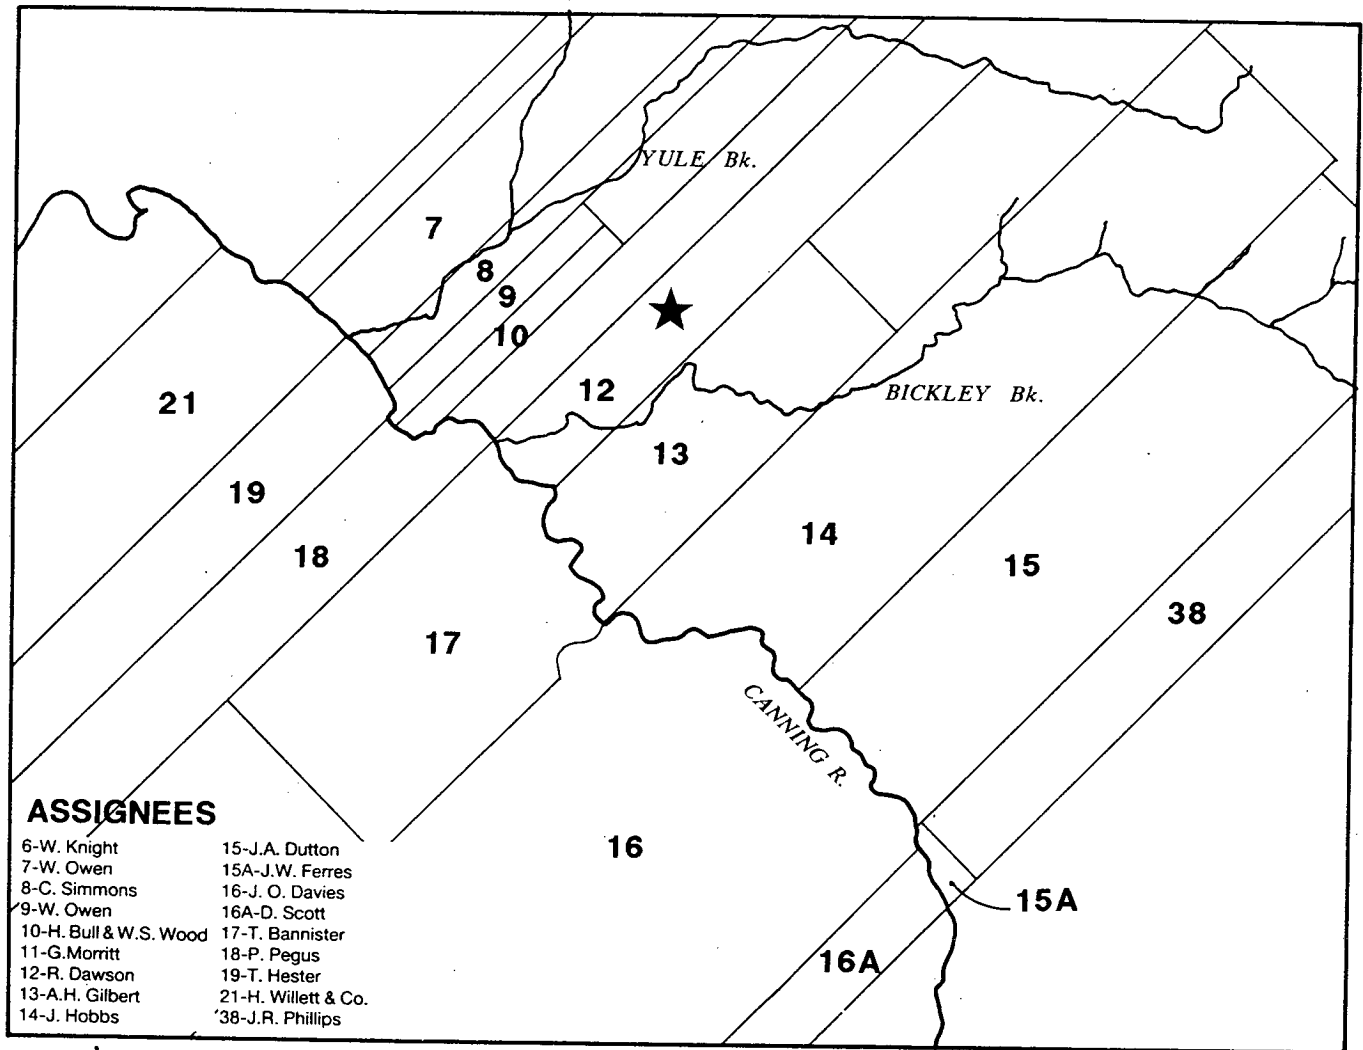 YULE Bk.
7
8
9
10
BICKLEY Bk.
12
21
13
19
14
18
15
38
17
CANNING R.
16
15A
16A
ASSIGNEES
6-W. Knight
7-W. Owen
8-C. Simmons
9-W. Owen
10-H. Bull & W.S. Wood
11-G.Morritt
12-R. Dawson
13-A.H. Gilbert
14-J. Hobbs
15-J.A. Dutton
15A-J.W. Ferres
16-J. O. Davies
16A-D. Scott
17-T. Bannister
18-P. Pegus
19-T. Hester
21-H. Willett & Co.
38-J.R. Phillips